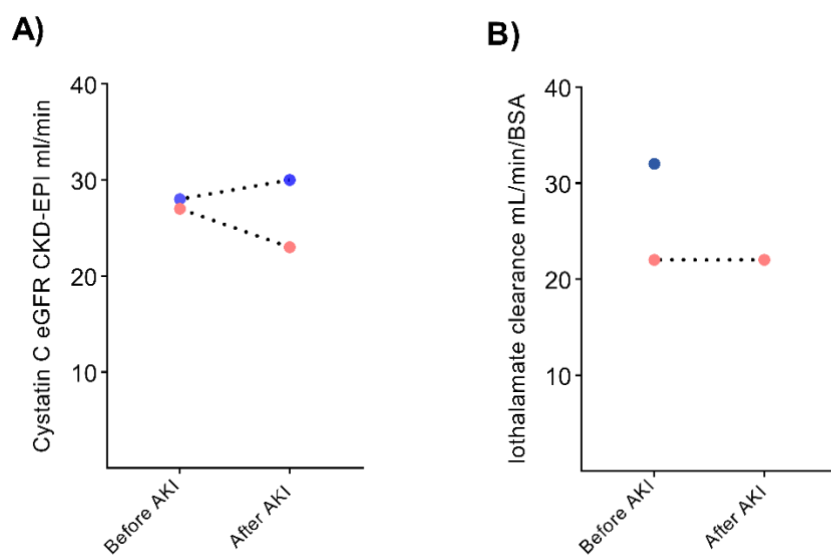 A)
Cystatin C eGFR CKD-EPI ml/min
40
30
20
10
Before AKI
After AKI
B)
Iothalamate clearance mL/min/BSA
40
30
20
10
Before AKI
After AKI